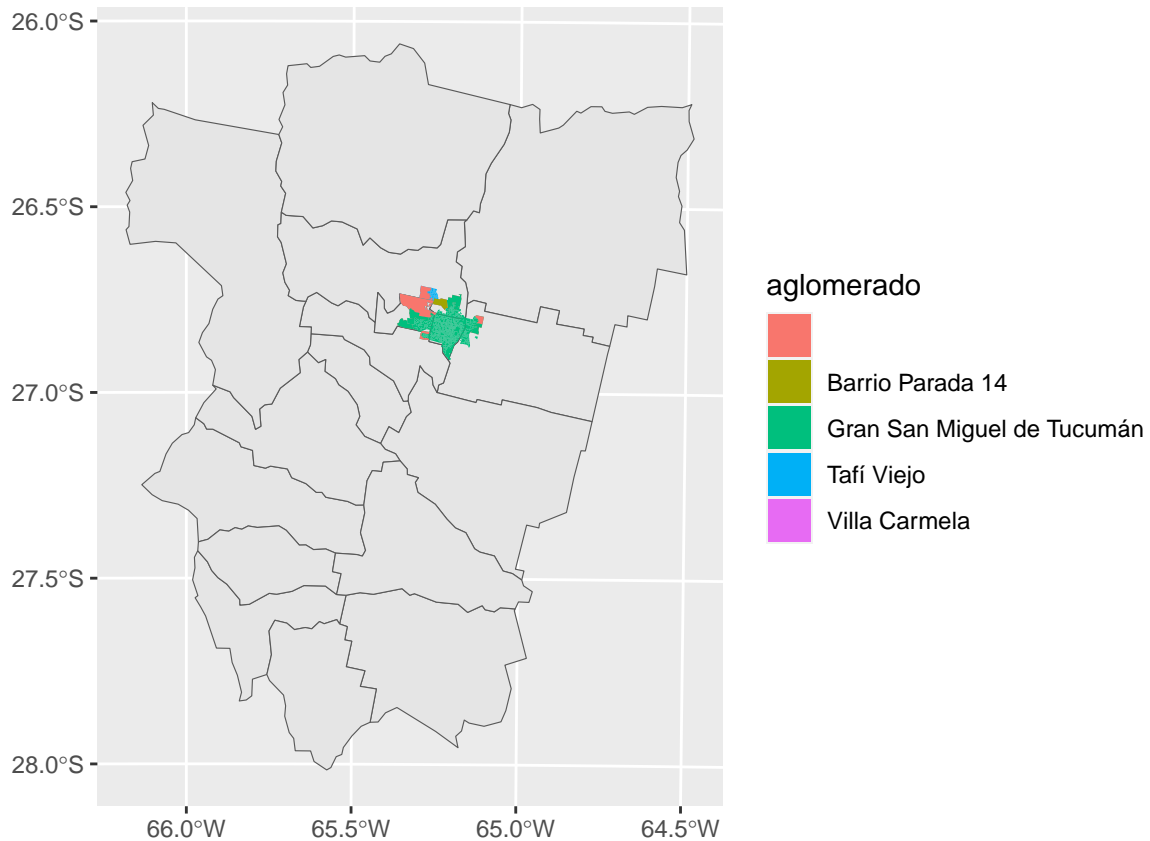 26.0°S
26.5°S
27.0°S
27.5°S
28.0°S
66.0°W
65.5°W
65.0°W
64.5°W
aglomerado
Barrio Parada 14
Gran San Miguel de Tucumán
Tafí Viejo
Villa Carmela